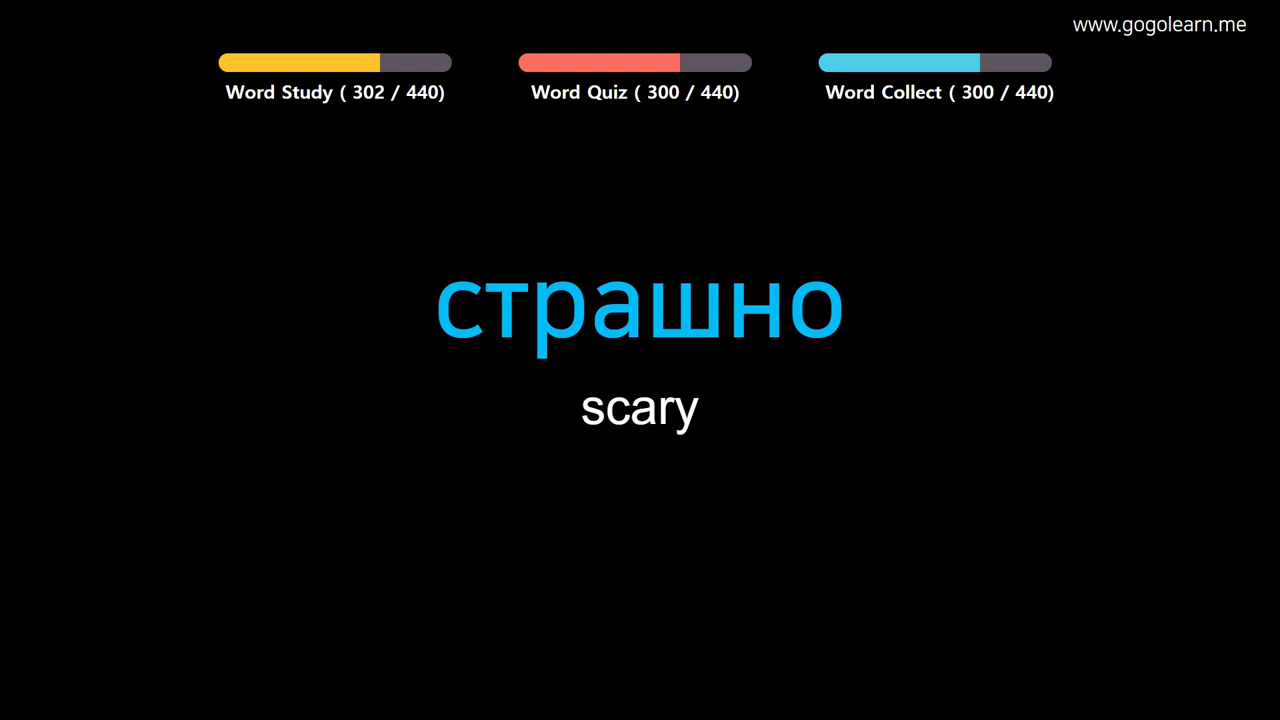 www.gogolearn.me
Word Study ( 302 / 440)
Word Quiz ( 300 / 440)
Word Collect ( 300 / 440)
страшно
scary